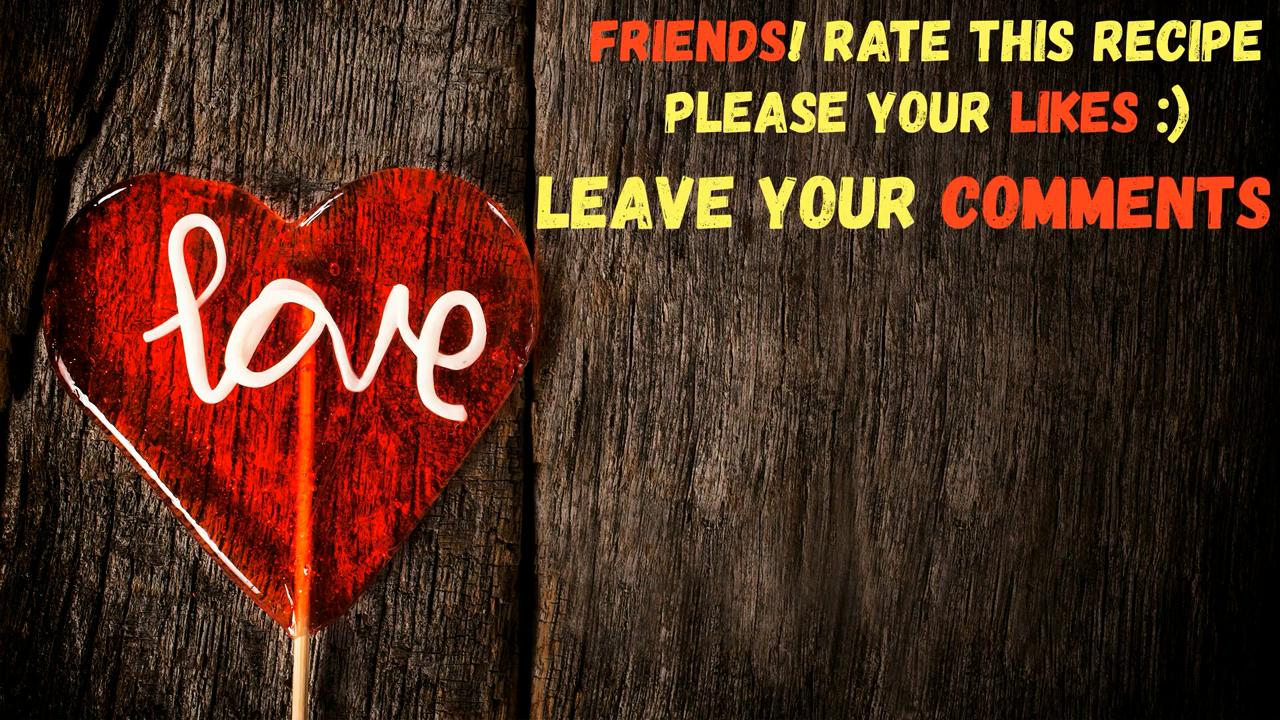 FRIENDS! RATE THIS RECIPE
PLEASE YOUR LIKES :)
LEAVE YOUR COMMENTS
love